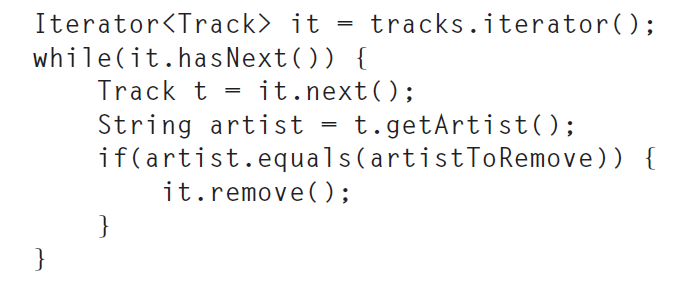 Iterator<Track> it = tracks.iterator();
while(it.hasNext()) {
    Track t = it.next();
    String artist = t.getArtist();
    if(artist.equals(artistToRemove)) {
        it.remove();
    }
}